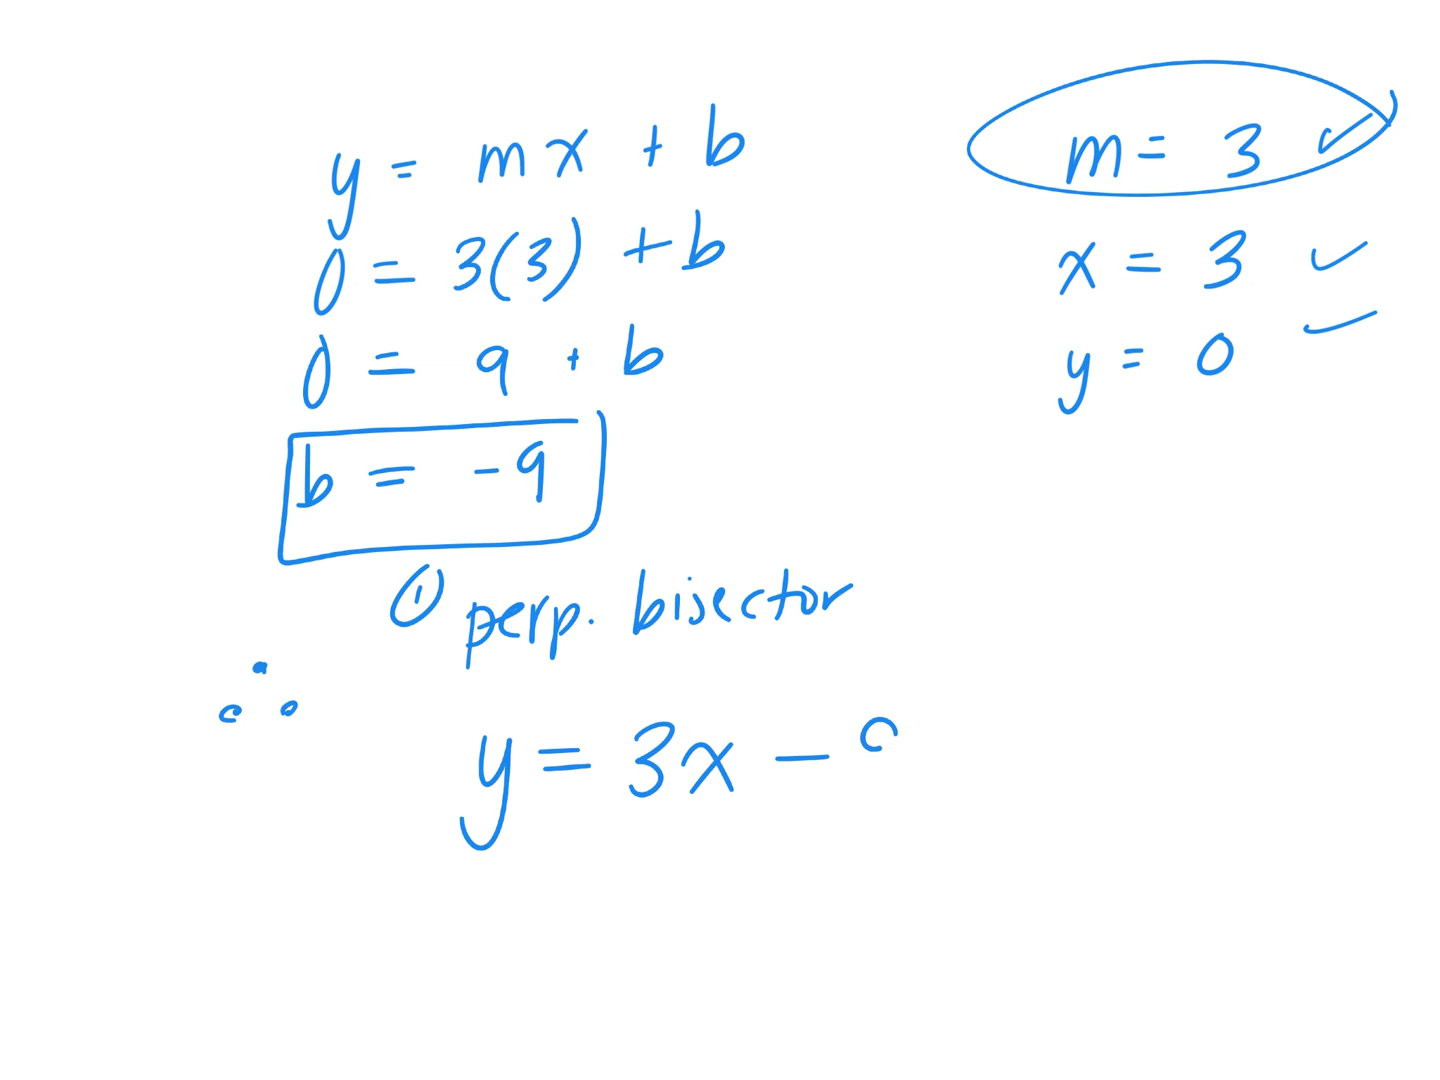 y = mx + b
0 = 3(3) + b
0 = 9 + b
b = -9
① perp. bisector
∴ y = 3x -
m = 3 ✓
x = 3 ✓
y = 0 ✓